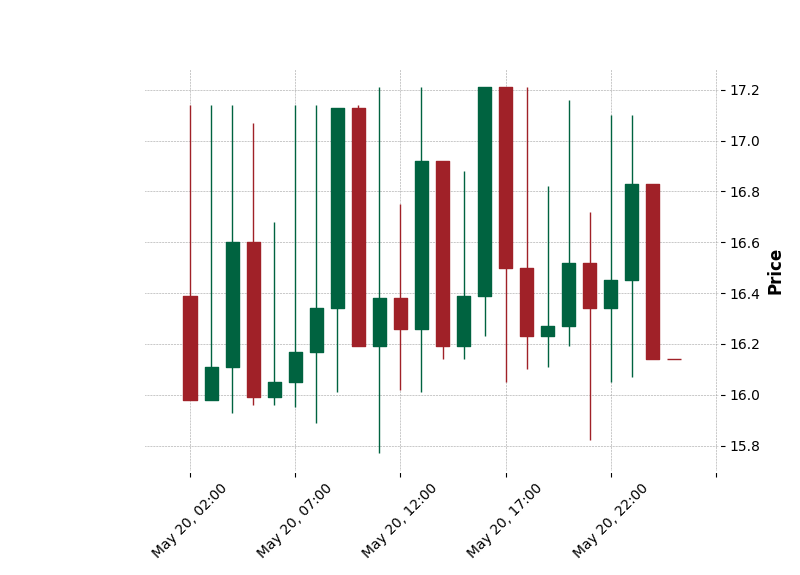 17.2
17.0
16.8
16.6
16.4
16.2
16.0
15.8
Price
May 20, 02:00
May 20, 07:00
May 20, 12:00
May 20, 17:00
May 20, 22:00